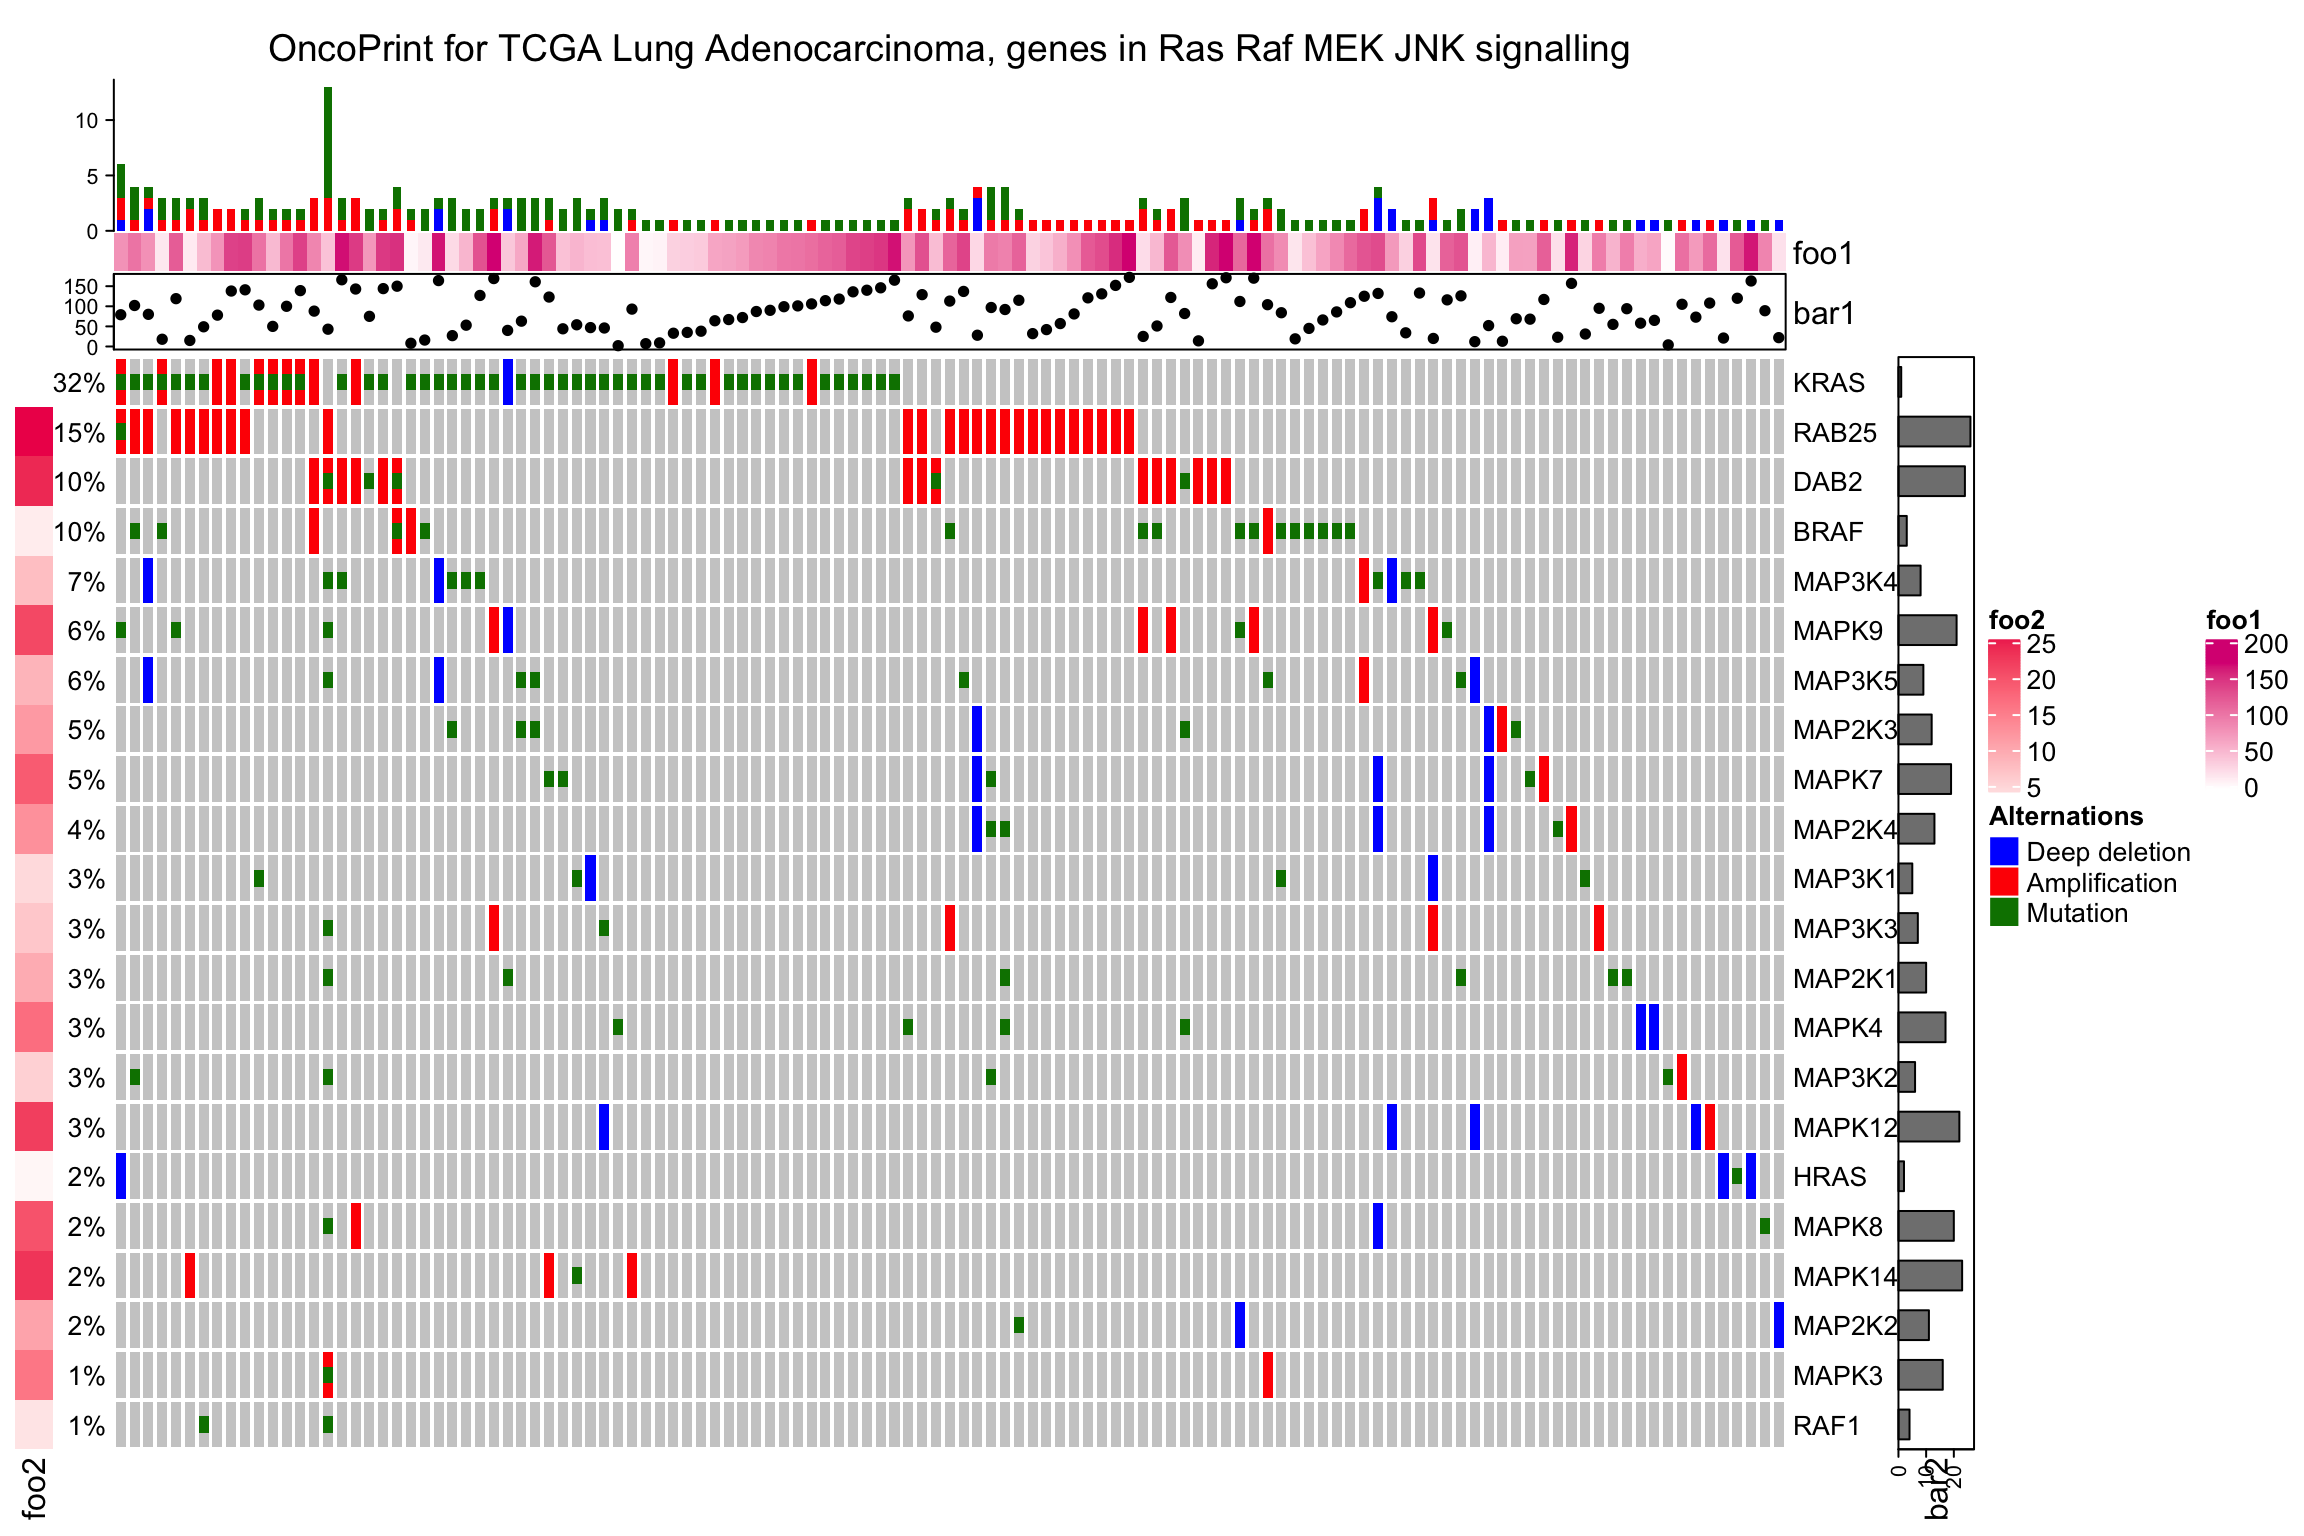 OncoPrint for TCGA Lung Adenocarcinoma, genes in Ras Raf MEK JNK signalling
10
5
0
foo1
150
100
50
0
bar1
32% KRAS
15% RAB25
10% DAB2
10% BRAF
7% MAP3K4
6% MAPK9
6% MAP3K5
5% MAP2K3
5% MAPK7
4% MAP2K4
3% MAP3K1
3% MAP3K3
3% MAP2K1
3% MAPK4
3% MAP3K2
3% MAPK12
2% HRAS
2% MAPK8
2% MAPK14
2% MAP2K2
1% MAPK3
1% RAF1
foo2
0 10 20
bar2
foo2
25
20
15
10
5
foo1
200
150
100
50
0
Alternations
Deep deletion
Amplification
Mutation